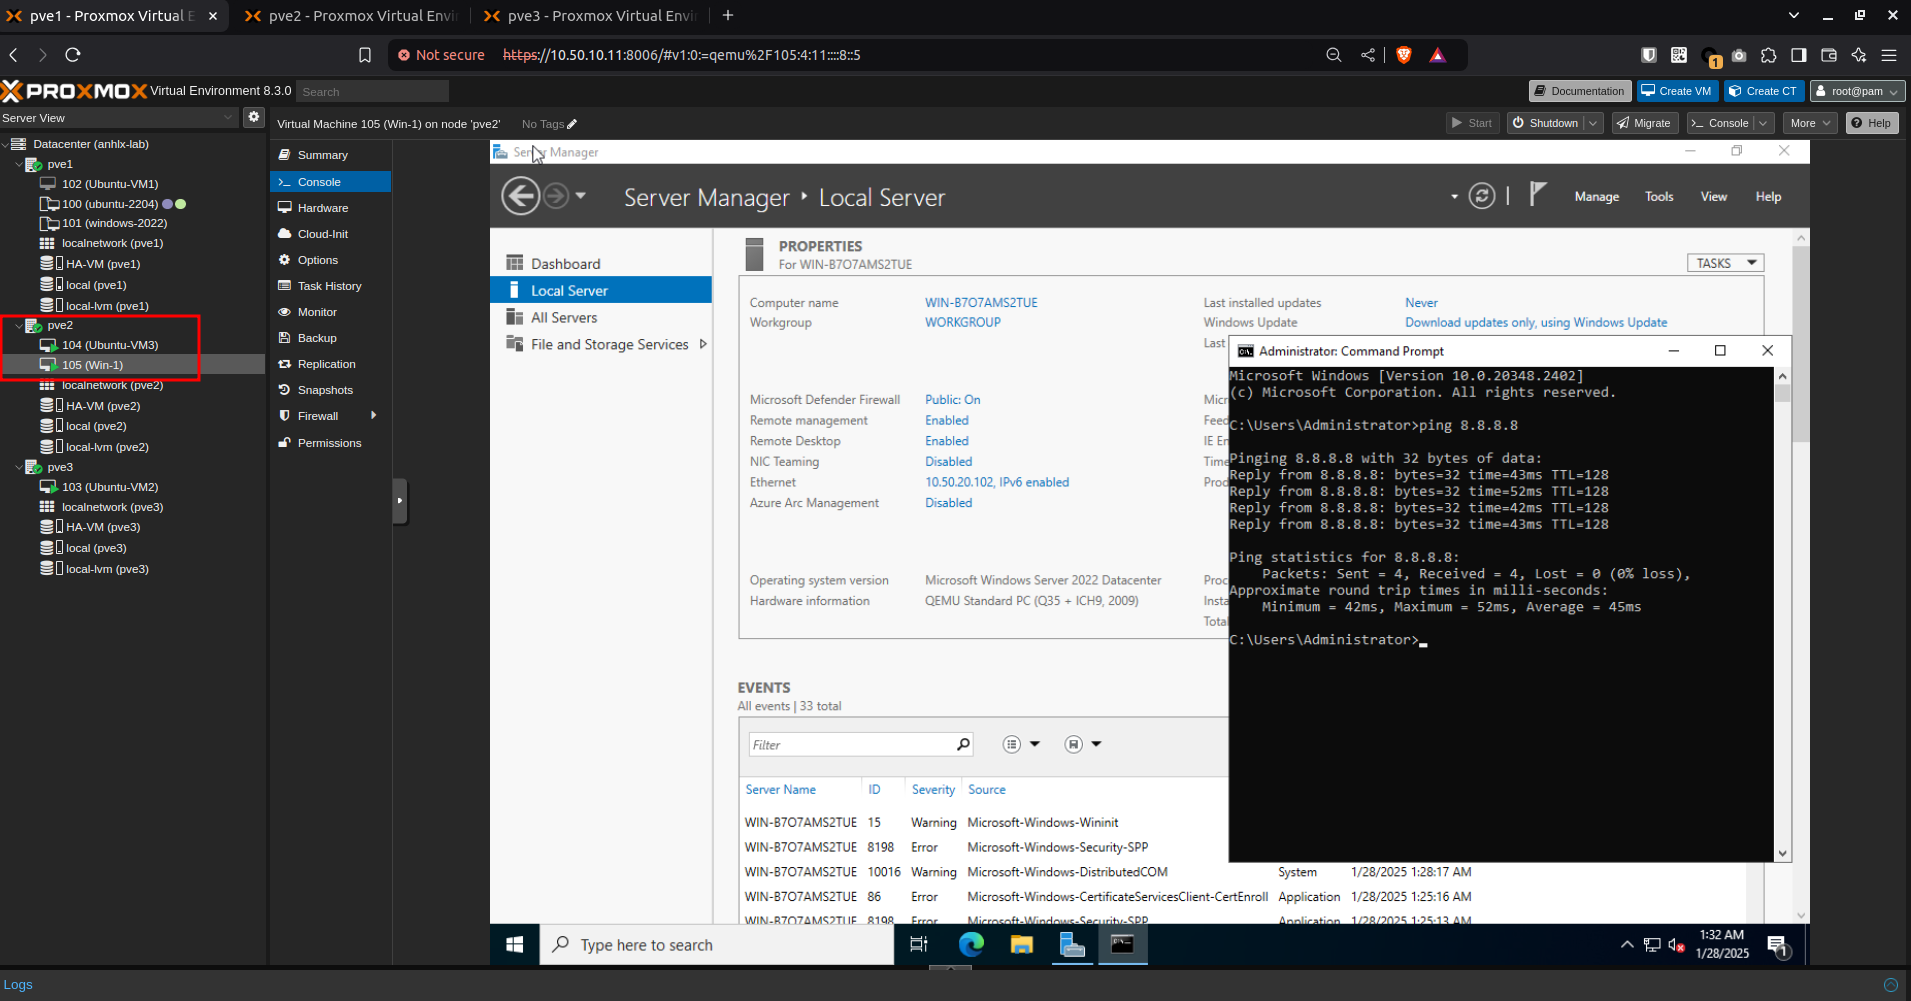 pve1 - Proxmox Virtual E
pve2 - Proxmox Virtual Envi
pve3 - Proxmox Virtual Envi
Not secure
https://10.50.10.11:8006/#v1:0:=qemu%2F105:4:11::::8::5
1
PROXMOX Virtual Environment 8.3.0
Search
Documentation
Create VM
Create CT
root@pam
Server View
Virtual Machine 105 (Win-1) on node 'pve2'
No Tags
Start
Shutdown
Migrate
Console
More
Help
Datacenter (anhlx-lab)
pve1
102 (Ubuntu-VM1)
100 (ubuntu-2204)
101 (windows-2022)
localnetwork (pve1)
HA-VM (pve1)
local (pve1)
local-lvm (pve1)
pve2
104 (Ubuntu-VM3)
105 (Win-1)
localnetwork (pve2)
HA-VM (pve2)
local (pve2)
local-lvm (pve2)
pve3
103 (Ubuntu-VM2)
localnetwork (pve3)
HA-VM (pve3)
local (pve3)
local-lvm (pve3)
Summary
Console
Hardware
Cloud-Init
Options
Task History
Monitor
Backup
Replication
Snapshots
Firewall
Permissions
Server Manager
Server Manager ‣ Local Server
Manage
Tools
View
Help
Dashboard
Local Server
All Servers
File and Storage Services
PROPERTIES
For WIN-B7O7AMS2TUE
TASKS
Computer name
WIN-B7O7AMS2TUE
Workgroup
WORKGROUP
Last installed updates
Never
Windows Update
Download updates only, using Windows Update
Last
Microsoft Defender Firewall
Public: On
Remote management
Enabled
Remote Desktop
Enabled
NIC Teaming
Disabled
Ethernet
10.50.20.102, IPv6 enabled
Azure Arc Management
Disabled
Micr
Feed
IE En
Time
Prod
Operating system version
Microsoft Windows Server 2022 Datacenter
Hardware information
QEMU Standard PC (Q35 + ICH9, 2009)
Proc
Insta
Total
Administrator: Command Prompt
Microsoft Windows [Version 10.0.20348.2402]
(c) Microsoft Corporation. All rights reserved.
C:\Users\Administrator>ping 8.8.8.8
Pinging 8.8.8.8 with 32 bytes of data:
Reply from 8.8.8.8: bytes=32 time=43ms TTL=128
Reply from 8.8.8.8: bytes=32 time=52ms TTL=128
Reply from 8.8.8.8: bytes=32 time=42ms TTL=128
Reply from 8.8.8.8: bytes=32 time=43ms TTL=128
Ping statistics for 8.8.8.8:
Packets: Sent = 4, Received = 4, Lost = 0 (0% loss),
Approximate round trip times in milli-seconds:
Minimum = 42ms, Maximum = 52ms, Average = 45ms
C:\Users\Administrator>
EVENTS
All events | 33 total
Filter
Server Name ID Severity Source
WIN-B7O7AMS2TUE 15 Warning Microsoft-Windows-Wininit
WIN-B7O7AMS2TUE 8198 Error Microsoft-Windows-Security-SPP
WIN-B7O7AMS2TUE 10016 Warning Microsoft-Windows-DistributedCOM System 1/28/2025 1:28:17 AM
WIN-B7O7AMS2TUE 86 Error Microsoft-Windows-CertificateServicesClient-CertEnroll Application 1/28/2025 1:25:16 AM
WIN-B7O7AMS2TUE 8198 Error Microsoft-Windows-Security-SPP Application 1/28/2025 1:25:13 AM
Type here to search
1:32 AM
1/28/2025
1
Logs